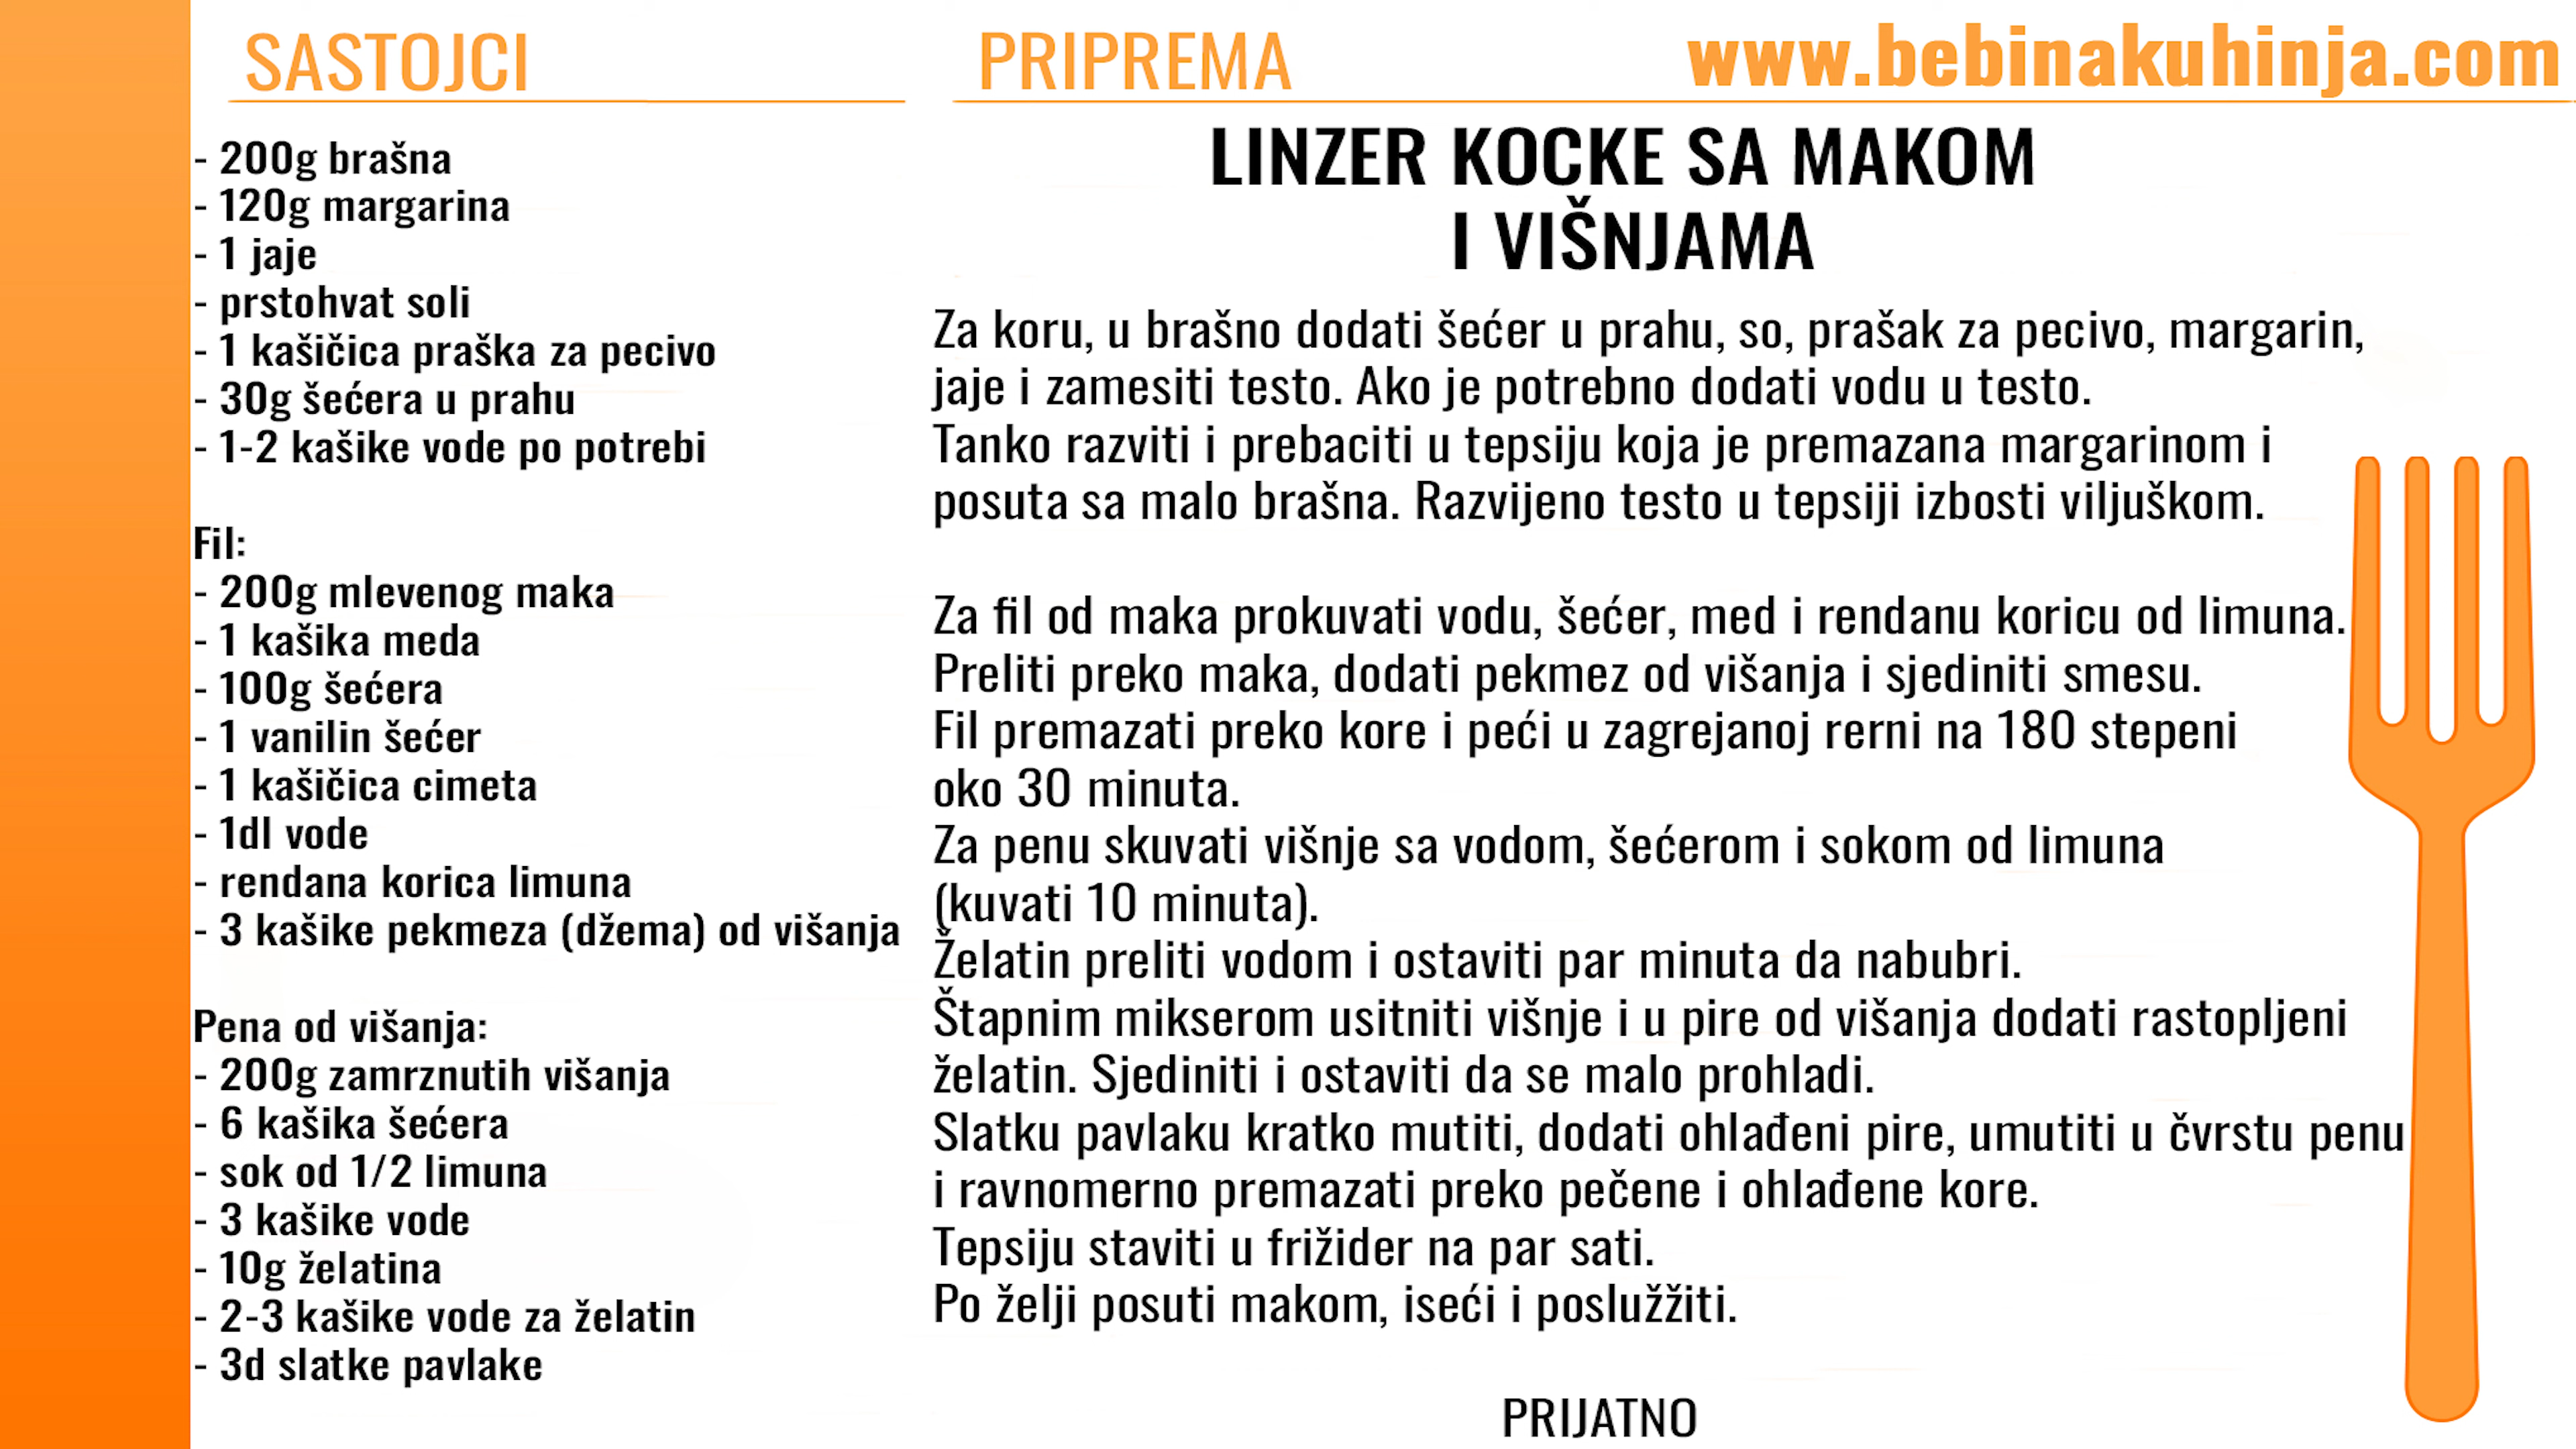 SASTOJCI
- 200g brašna
- 120g margarina
- 1 jaje
- prstohvat soli
- 1 kašičica praška za pecivo
- 30g šećera u prahu
- 1-2 kašike vode po potrebi
Fil:
- 200g mlevenog maka
- 1 kašika meda
- 100g šećera
- 1 vanilin šećer
- 1 kašičica cimeta
- 1dl vode
- rendana korica limuna
- 3 kašike pekmeza (džema) od višanja
Pena od višanja:
- 200g zamrznutih višanja
- 6 kašika šećera
- sok od 1/2 limuna
- 3 kašike vode
- 10g želatina
- 2-3 kašike vode za želatin
- 3d slatke pavlake
PRIPREMA
www.bebinakuhinja.com
LINZER KOCKE SA MAKOM
I VIŠNJAMA
Za koru, u brašno dodati šećer u prahu, so, prašak za pecivo, margarin,
jaje i zamesiti testo. Ako je potrebno dodati vodu u testo.
Tanko razviti i prebaciti u tepsiju koja je premazana margarinom i
posuta sa malo brašna. Razvijeno testo u tepsiji izbosti viljuškom.
Za fil od maka prokuvati vodu, šećer, med i rendanu koricu od limuna.
Preliti preko maka, dodati pekmez od višanja i sjediniti smesu.
Fil premazati preko kore i peći u zagrejanoj rerni na 180 stepeni
oko 30 minuta.
Za penu skuvati višnje sa vodom, šećerom i sokom od limuna
(kuvati 10 minuta).
Želatin preliti vodom i ostaviti par minuta da nabubri.
Štapnim mikserom usitniti višnje i u pire od višanja dodati rastopljeni
želatin. Sjediniti i ostaviti da se malo prohladi.
Slatku pavlaku kratko mutiti, dodati ohlađeni pire, umutiti u čvrstu penu
i ravnomerno premazati preko pečene i ohlađene kore.
Tepsiju staviti u frižider na par sati.
Po želji posuti makom, iseći i poslužžiti.
PRIJATNO